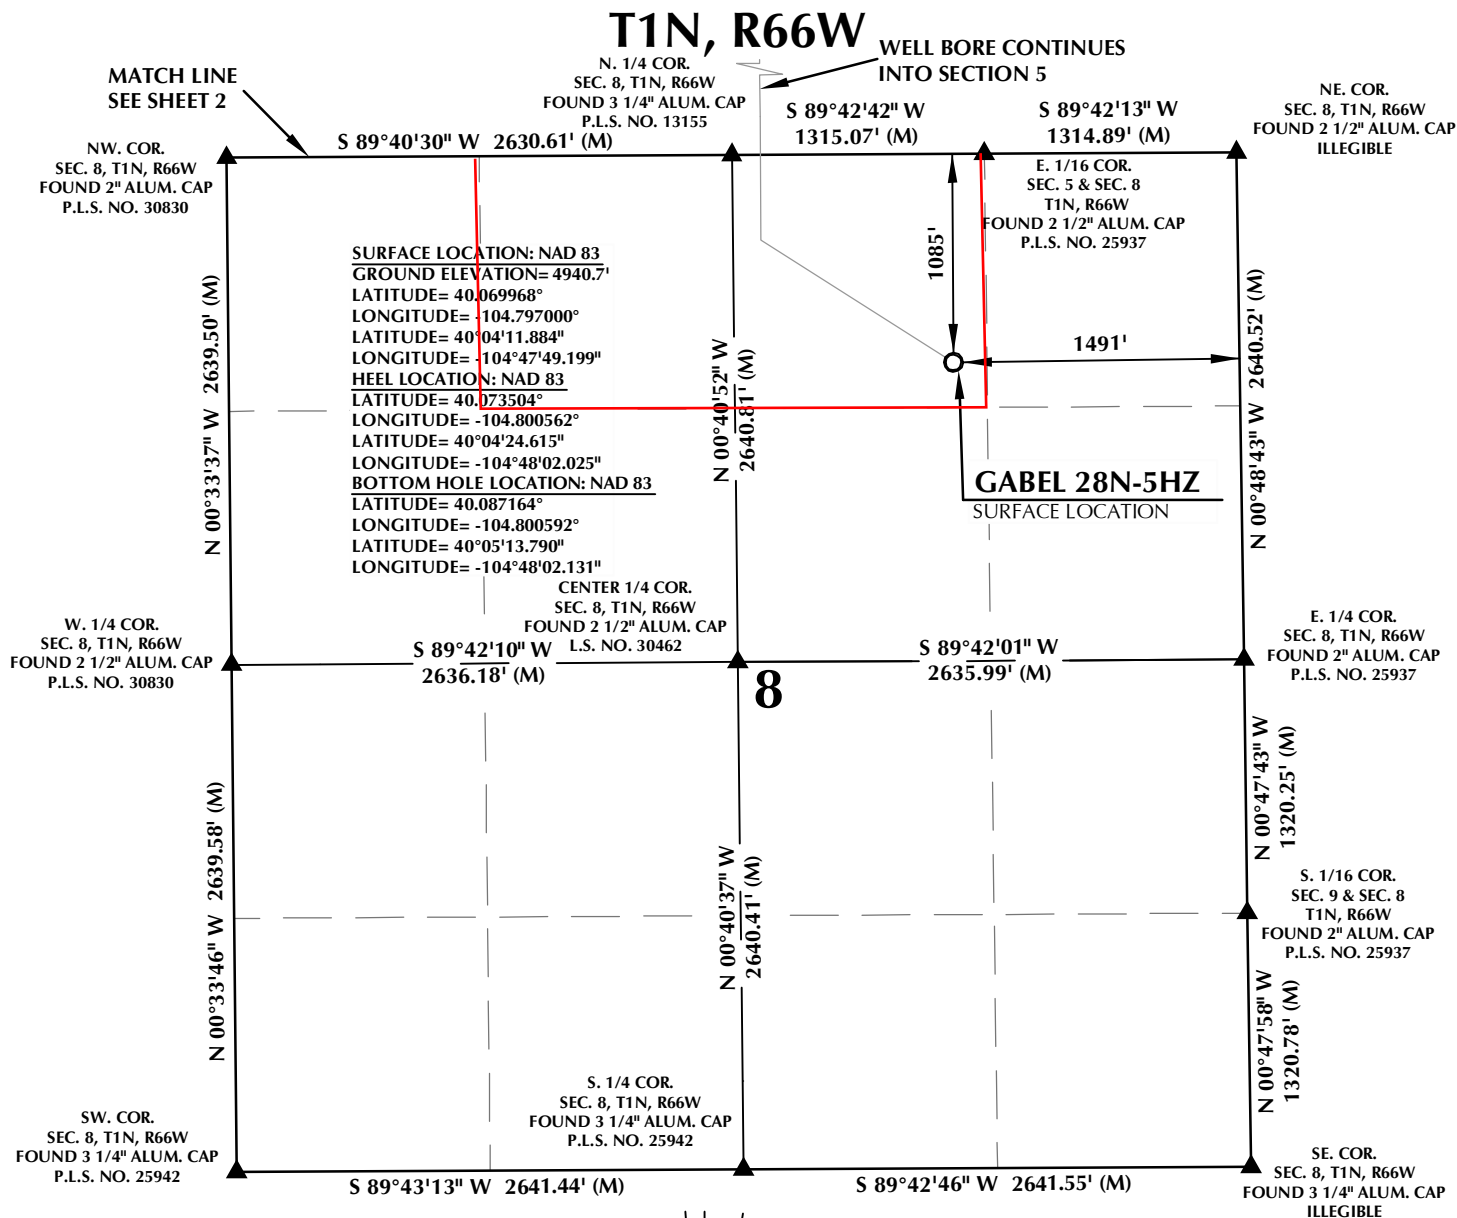 T1N, R66W
WELL BORE CONTINUES
INTO SECTION 5
MATCH LINE
SEE SHEET 2
N. 1/4 COR.
SEC. 8, T1N, R66W
FOUND 3 1/4" ALUM. CAP
P.L.S. NO. 13155
NE. COR.
SEC. 8, T1N, R66W
FOUND 2 1/2" ALUM. CAP
ILLEGIBLE
S 89°40'30" W 2630.61' (M)
S 89°42'42" W
1315.07' (M)
S 89°42'13" W
1314.89' (M)
NW. COR.
SEC. 8, T1N, R66W
FOUND 2" ALUM. CAP
P.L.S. NO. 30830
E. 1/16 COR.
SEC. 5 & SEC. 8
T1N, R66W
FOUND 2 1/2" ALUM. CAP
P.L.S. NO. 25937
SURFACE LOCATION: NAD 83
GROUND ELEVATION= 4940.7'
LATITUDE= 40.069968°
LONGITUDE= -104.797000°
LATITUDE= 40°04'11.884"
LONGITUDE= -104°47'49.199"
HEEL LOCATION: NAD 83
LATITUDE= 40.073504°
LONGITUDE= -104.800562°
LATITUDE= 40°04'24.615"
LONGITUDE= -104°48'02.025"
BOTTOM HOLE LOCATION: NAD 83
LATITUDE= 40.087164°
LONGITUDE= -104.800592°
LATITUDE= 40°05'13.790"
LONGITUDE= -104°48'02.131"
1085'
1491'
N 00°33'37" W 2639.50' (M)
N 00°40'52" W
2640.81' (M)
N 00°48'43" W 2640.52' (M)
GABEL 28N-5HZ
SURFACE LOCATION
CENTER 1/4 COR.
SEC. 8, T1N, R66W
FOUND 2 1/2" ALUM. CAP
L.S. NO. 30462
W. 1/4 COR.
SEC. 8, T1N, R66W
FOUND 2 1/2" ALUM. CAP
P.L.S. NO. 30830
E. 1/4 COR.
SEC. 8, T1N, R66W
FOUND 2" ALUM. CAP
P.L.S. NO. 25937
S 89°42'10" W
2636.18' (M)
S 89°42'01" W
2635.99' (M)
8
N 00°33'46" W 2639.58' (M)
N 00°40'37" W
2640.41' (M)
N 00°47'43" W
1320.25' (M)
S. 1/16 COR.
SEC. 9 & SEC. 8
T1N, R66W
FOUND 2" ALUM. CAP
P.L.S. NO. 25937
N 00°47'58" W
1320.78' (M)
S. 1/4 COR.
SEC. 8, T1N, R66W
FOUND 3 1/4" ALUM. CAP
P.L.S. NO. 25942
SW. COR.
SEC. 8, T1N, R66W
FOUND 3 1/4" ALUM. CAP
P.L.S. NO. 25942
SE. COR.
SEC. 8, T1N, R66W
FOUND 3 1/4" ALUM. CAP
ILLEGIBLE
S 89°43'13" W 2641.44' (M)
S 89°42'46" W 2641.55' (M)